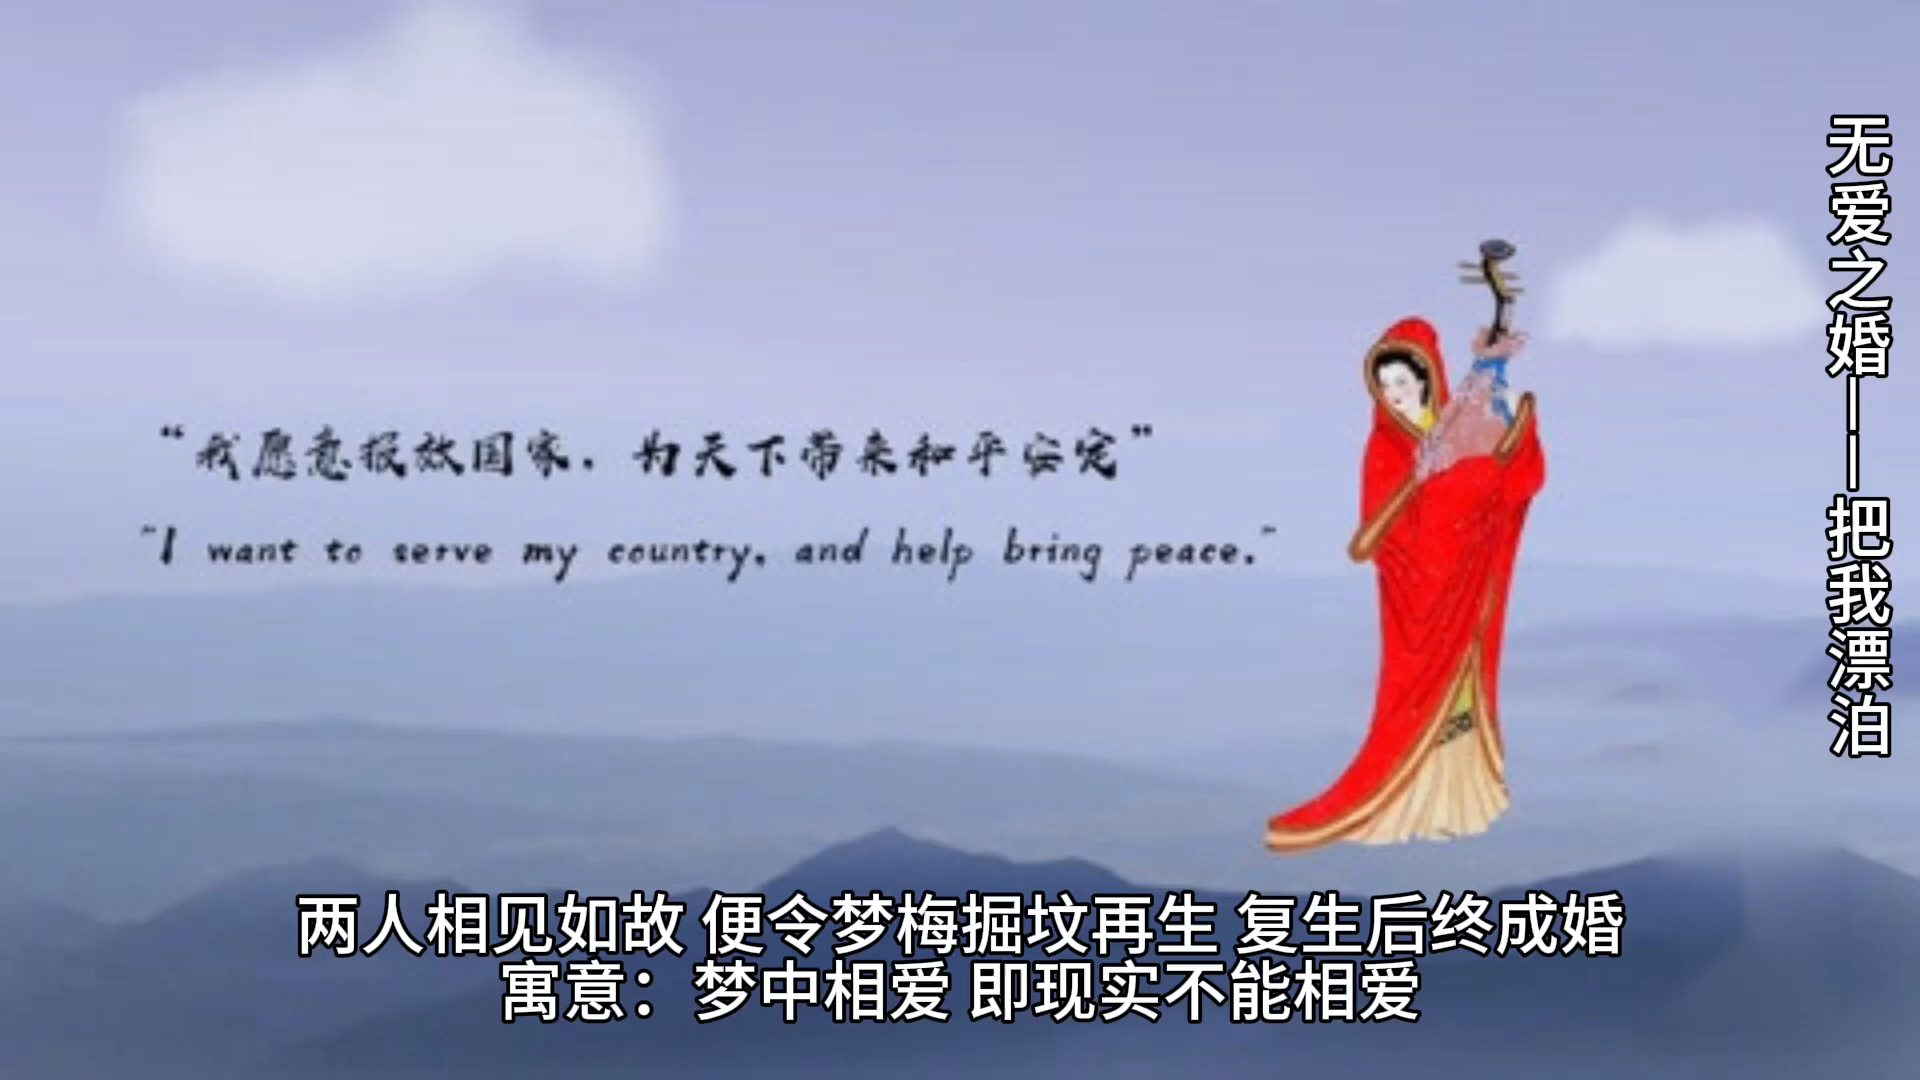 “我愿意报效国家，为天下带来和平安定”
"I want to serve my country, and help bring peace."
无爱之婚——把我漂泊
两人相见如故 便令梦梅掘坟再生 复生后终成婚
寓意：梦中相爱 即现实不能相爱